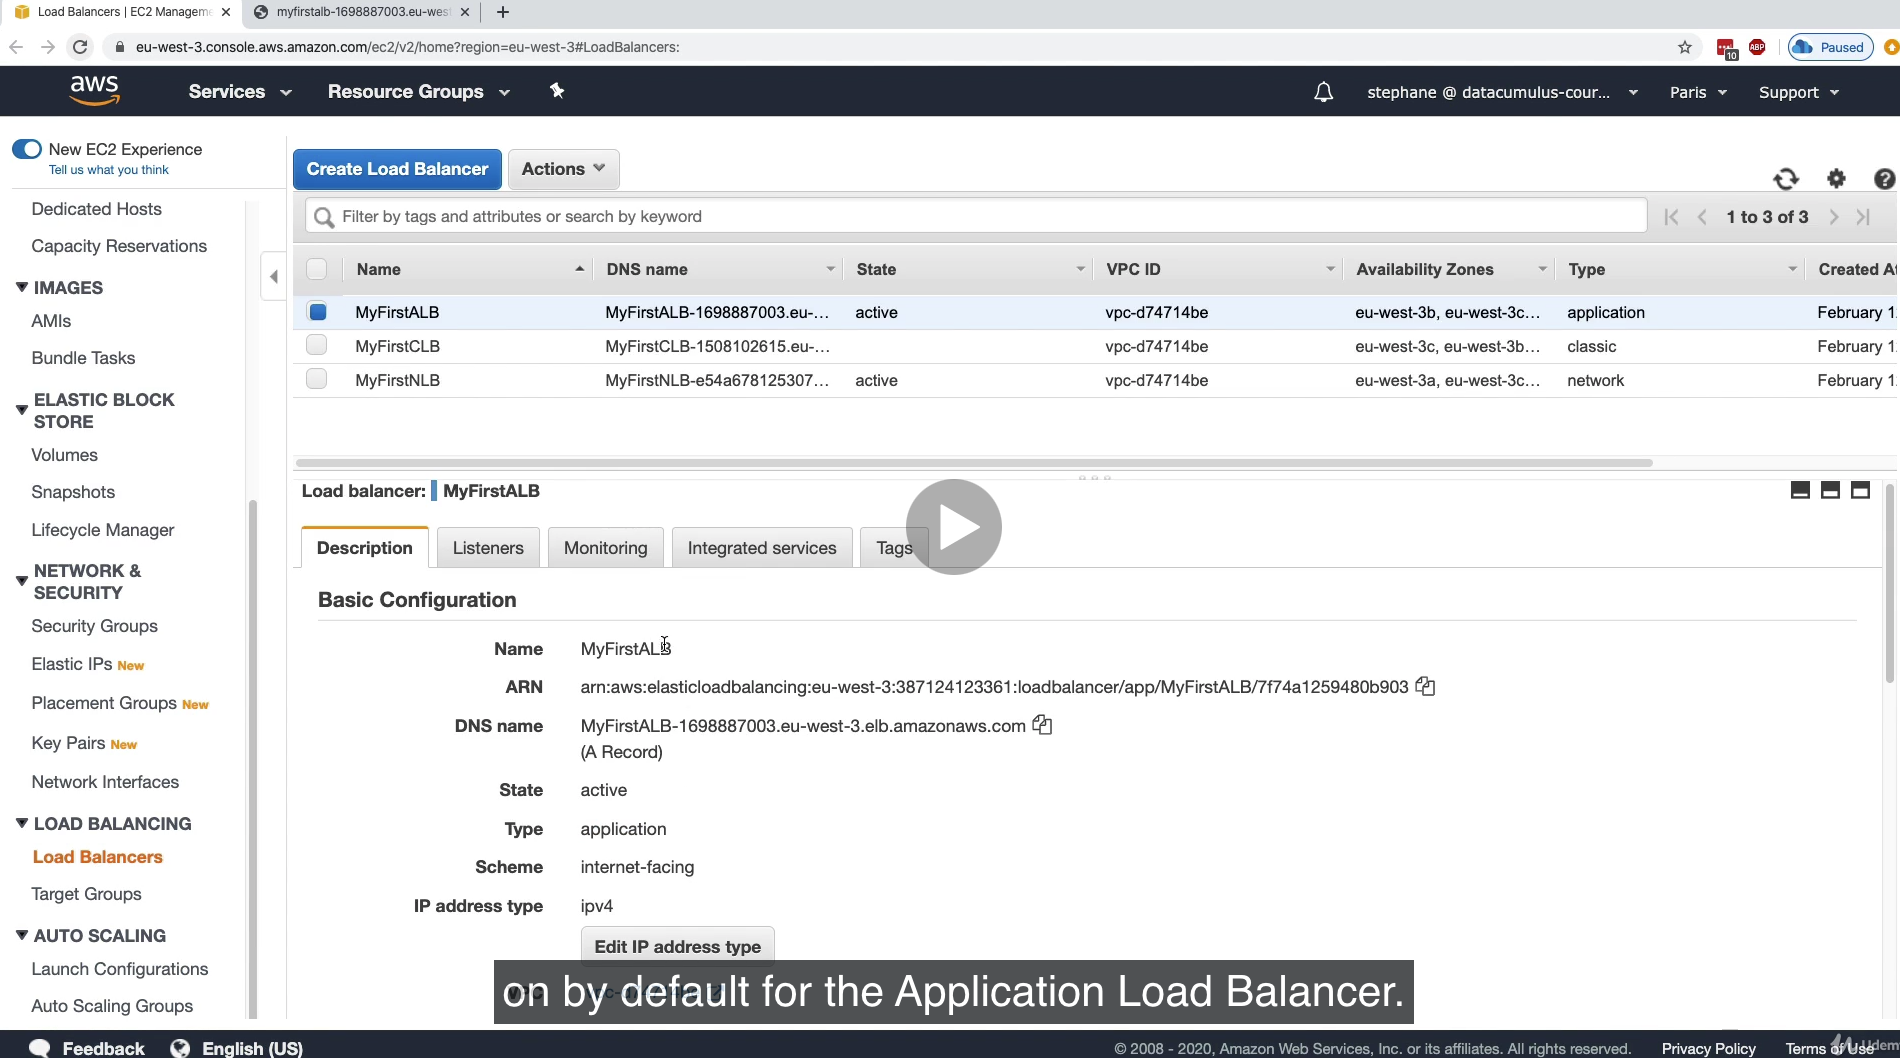 Load Balancers | EC2 Manageme
myfirstalb-1698887003.eu-west
eu-west-3.console.aws.amazon.com/ec2/v2/home?region=eu-west-3#LoadBalancers:
10
ABP
Paused
aws
Services
Resource Groups
stephane @ datacumulus-cour...
Paris
Support
New EC2 Experience
Tell us what you think
Dedicated Hosts
Capacity Reservations
IMAGES
AMIs
Bundle Tasks
ELASTIC BLOCK
STORE
Volumes
Snapshots
Lifecycle Manager
NETWORK &
SECURITY
Security Groups
Elastic IPs New
Placement Groups New
Key Pairs New
Network Interfaces
LOAD BALANCING
Load Balancers
Target Groups
AUTO SCALING
Launch Configurations
Auto Scaling Groups
Create Load Balancer
Actions
Filter by tags and attributes or search by keyword
1 to 3 of 3
Name DNS name State VPC ID Availability Zones Type Created At
MyFirstALB MyFirstALB-1698887003.eu-... active vpc-d74714be eu-west-3b, eu-west-3c... application February 1
MyFirstCLB MyFirstCLB-1508102615.eu-... vpc-d74714be eu-west-3c, eu-west-3b... classic February 1
MyFirstNLB MyFirstNLB-e54a678125307... active vpc-d74714be eu-west-3a, eu-west-3c... network February 1
Load balancer: MyFirstALB
Description
Listeners
Monitoring
Integrated services
Tags
Basic Configuration
Name MyFirstALB
ARN arn:aws:elasticloadbalancing:eu-west-3:387124123361:loadbalancer/app/MyFirstALB/7f74a1259480b903
DNS name MyFirstALB-1698887003.eu-west-3.elb.amazonaws.com
(A Record)
State active
Type application
Scheme internet-facing
IP address type ipv4
Edit IP address type
on by default for the Application Load Balancer.
Feedback
English (US)
© 2008 - 2020, Amazon Web Services, Inc. or its affiliates. All rights reserved.
Privacy Policy
Terms of Use